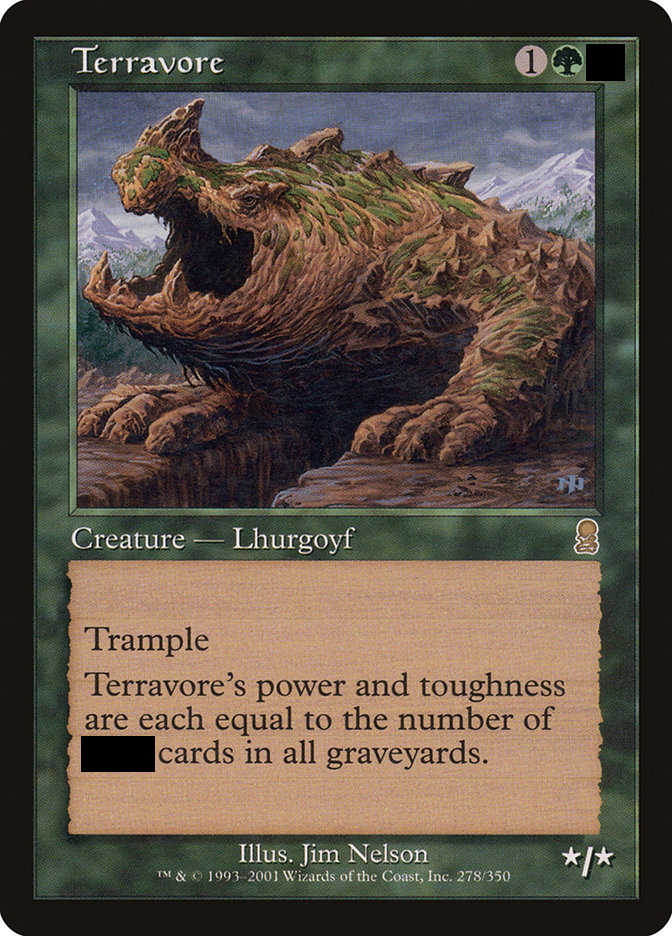 Terravore 1
Creature — Lhurgoyf
Trample
Terravore's power and toughness
are each equal to the number of
cards in all graveyards.
Illus. Jim Nelson
™ & © 1993–2001 Wizards of the Coast, Inc. 278/350
★/★